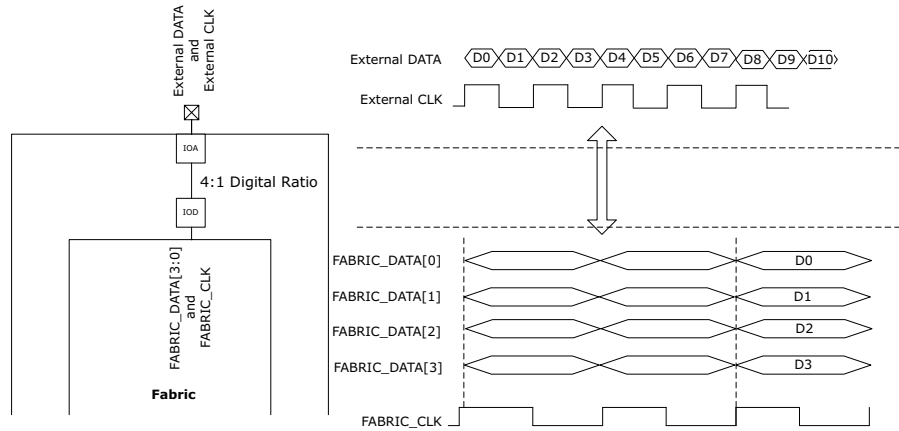 External DATA
and
External CLK
IOA
4:1 Digital Ratio
IOD
FABRIC_DATA[3:0]
and
FABRIC_CLK
Fabric
External DATA D0 D1 D2 D3 D4 D5 D6 D7 D8 D9 D10
External CLK
FABRIC_DATA[0] D0
FABRIC_DATA[1] D1
FABRIC_DATA[2] D2
FABRIC_DATA[3] D3
FABRIC_CLK